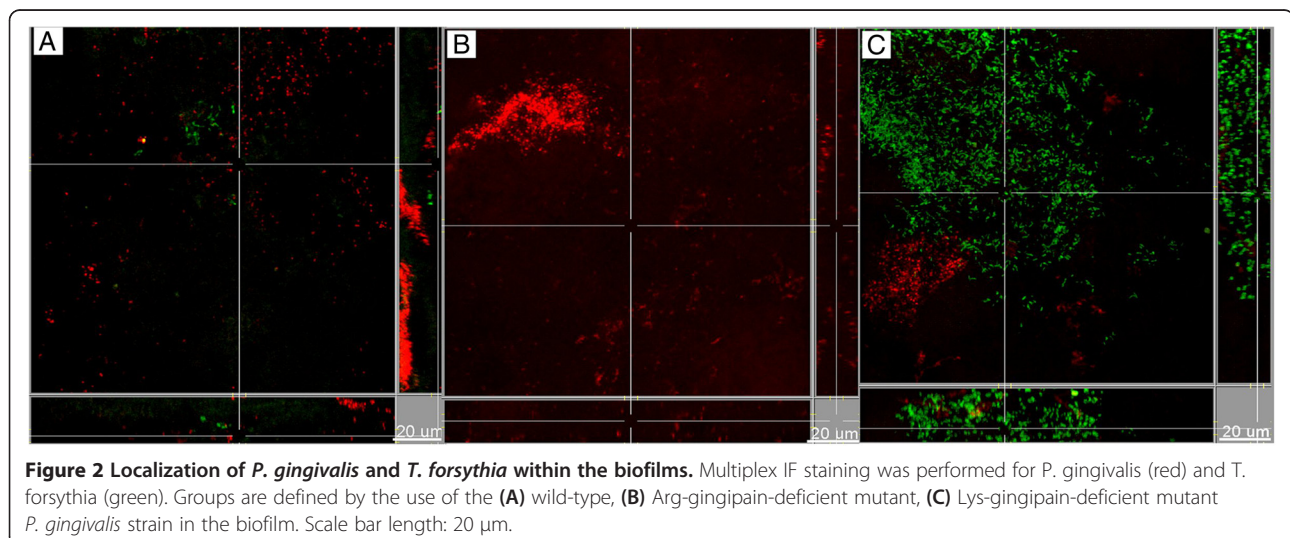 A
B
C
20 um
20 um
20 um
Figure 2 Localization of P. gingivalis and T. forsythia within the biofilms. Multiplex IF staining was performed for P. gingivalis (red) and T.
forsythia (green). Groups are defined by the use of the (A) wild-type, (B) Arg-gingipain-deficient mutant, (C) Lys-gingipain-deficient mutant
P. gingivalis strain in the biofilm. Scale bar length: 20 μm.